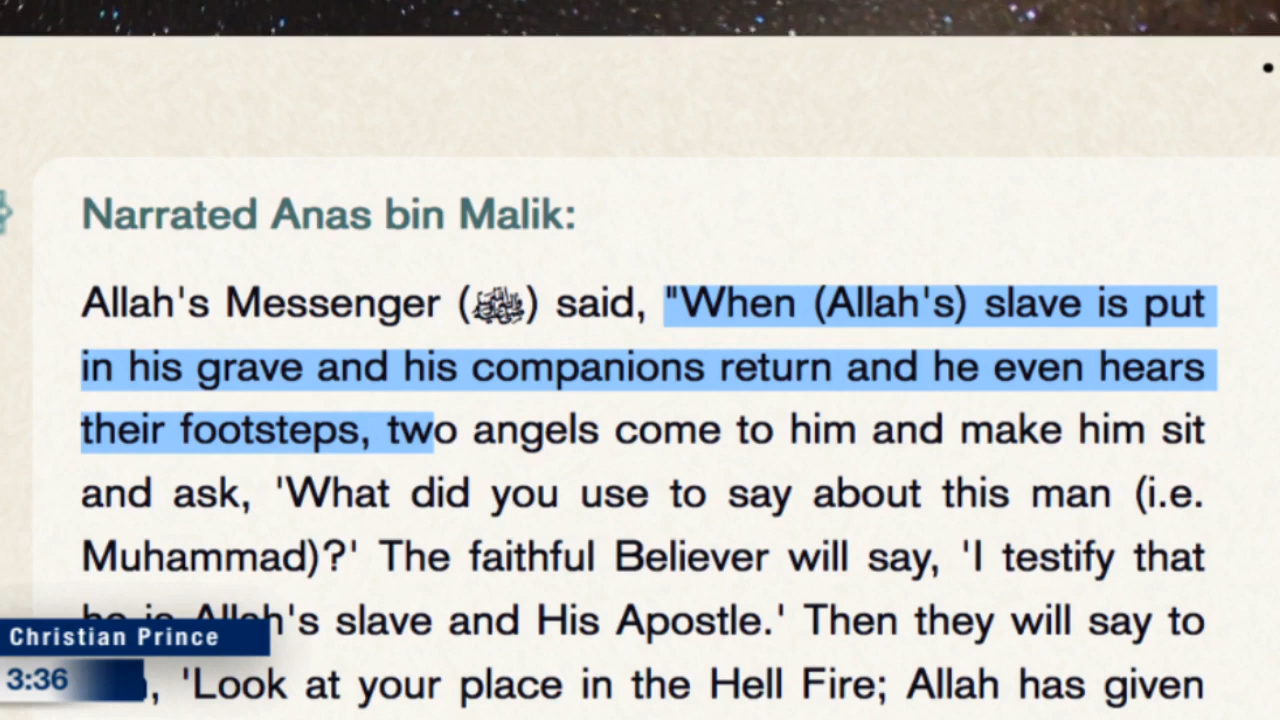 Narrated Anas bin Malik:
Allah's Messenger (ﷺ) said, "When (Allah's) slave is put
in his grave and his companions return and he even hears
their footsteps, two angels come to him and make him sit
and ask, 'What did you use to say about this man (i.e.
Muhammad)?' The faithful Believer will say, 'I testify that
he is Allah's slave and His Apostle.' Then they will say to
Christian Prince
, 'Look at your place in the Hell Fire; Allah has given
3:36